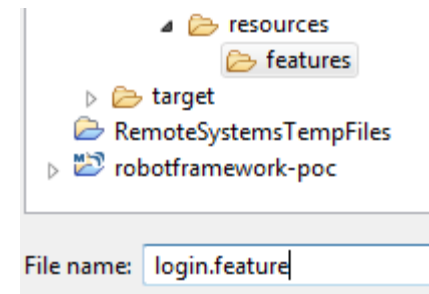 resources
features
target
RemoteSystemsTempFiles
robotframework-poc
File name: login.feature